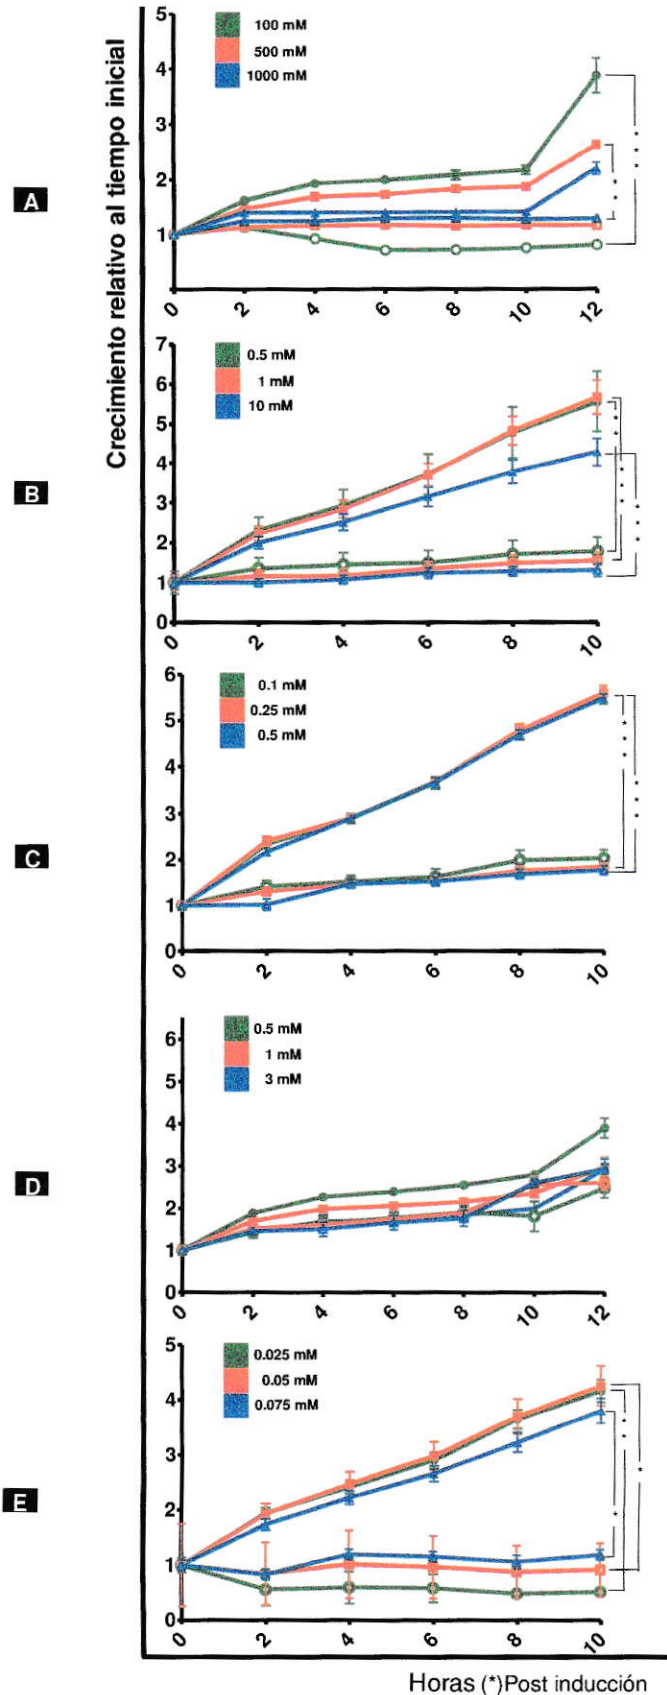 Crecimiento relativo al tiempo inicial
A
5
4
3
2
1
100 mM
500 mM
1000 mM
* * *
* *
0 2 4 6 8 10 12
B
7
6
5
4
3
2
1
0
0.5 mM
1 mM
10 mM
* * *
* * *
* * *
0 2 4 6 8 10
C
6
5
4
3
2
1
0
0.1 mM
0.25 mM
0.5 mM
* * *
* * *
0 2 4 6 8 10
D
6
5
4
3
2
1
0
0.5 mM
1 mM
3 mM
0 2 4 6 8 10 12
E
5
4
3
2
1
0
0.025 mM
0.05 mM
0.075 mM
* *
*
*
0 2 4 6 8 10
Horas (*)Post inducción